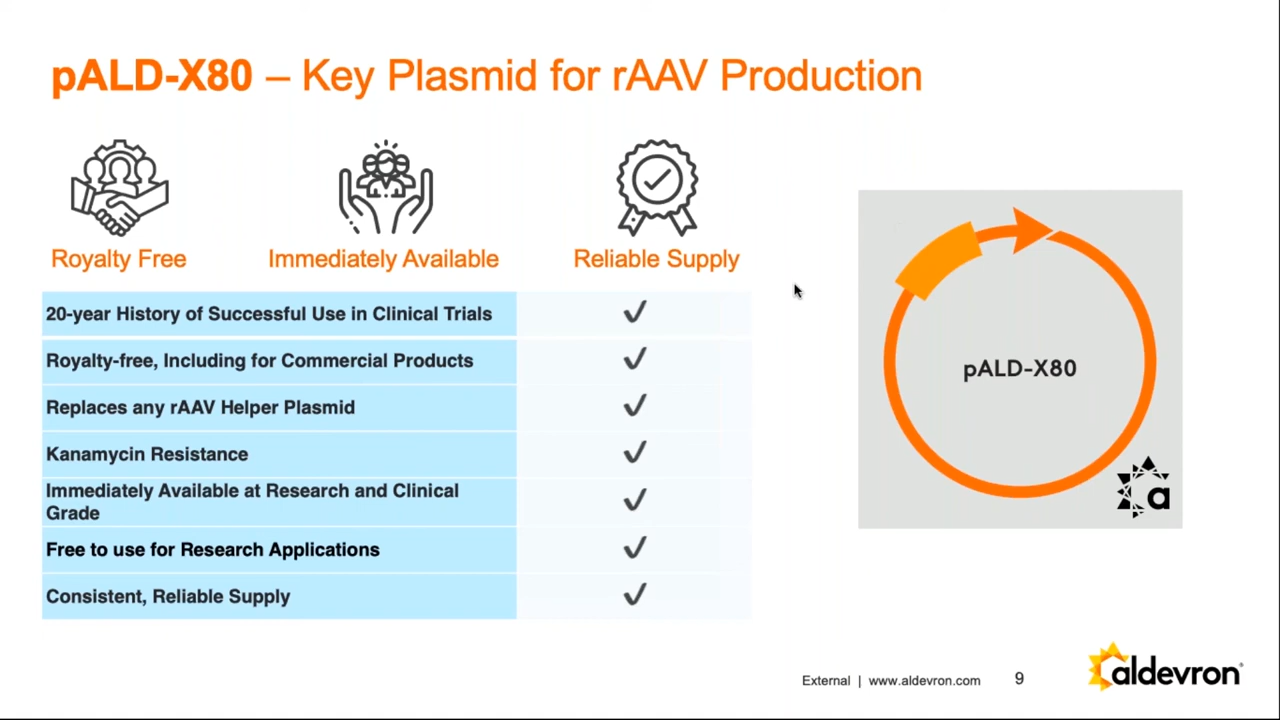 pALD-X80 – Key Plasmid for rAAV Production
Royalty Free
Immediately Available
Reliable Supply
20-year History of Successful Use in Clinical Trials
Royalty-free, Including for Commercial Products
Replaces any rAAV Helper Plasmid
Kanamycin Resistance
Immediately Available at Research and Clinical
Grade
Free to use for Research Applications
Consistent, Reliable Supply
pALD-X80
a
External | www.aldevron.com 9
aldevron